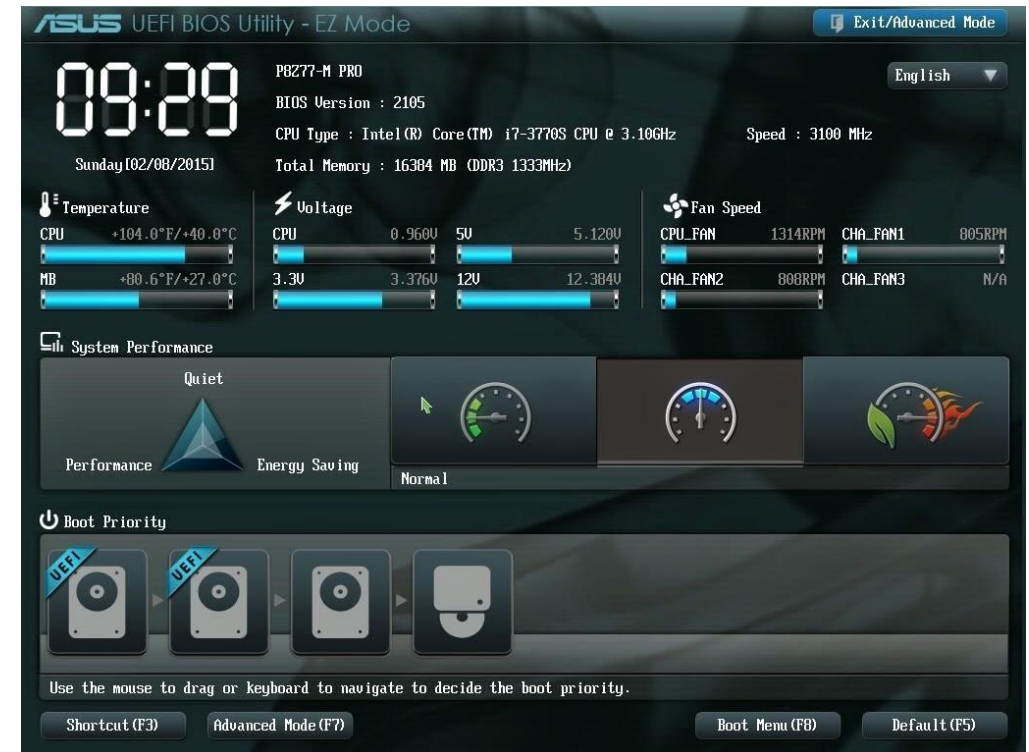 ASUS UEFI BIOS Utility - EZ Mode
Exit/Advanced Mode
09:29
Sunday[02/08/2015]
P8Z77-M PRO
BIOS Version : 2105
CPU Type : Intel(R) Core(TM) i7-3770S CPU @ 3.10GHz Speed : 3100 MHz
Total Memory : 16384 MB (DDR3 1333MHz)
English
Temperature
CPU +104.0°F/+40.0°C
MB +80.6°F/+27.0°C
Voltage
CPU 0.960V 5V 5.120V
3.3V 3.376V 12V 12.384V
Fan Speed
CPU_FAN 1314RPM CHA_FAN1 805RPM
CHA_FAN2 808RPM CHA_FAN3 N/A
System Performance
Quiet
Performance Energy Saving
Normal
Boot Priority
UEFI UEFI
Use the mouse to drag or keyboard to navigate to decide the boot priority.
Shortcut(F3) Advanced Mode(F7) Boot Menu(F8) Default(F5)